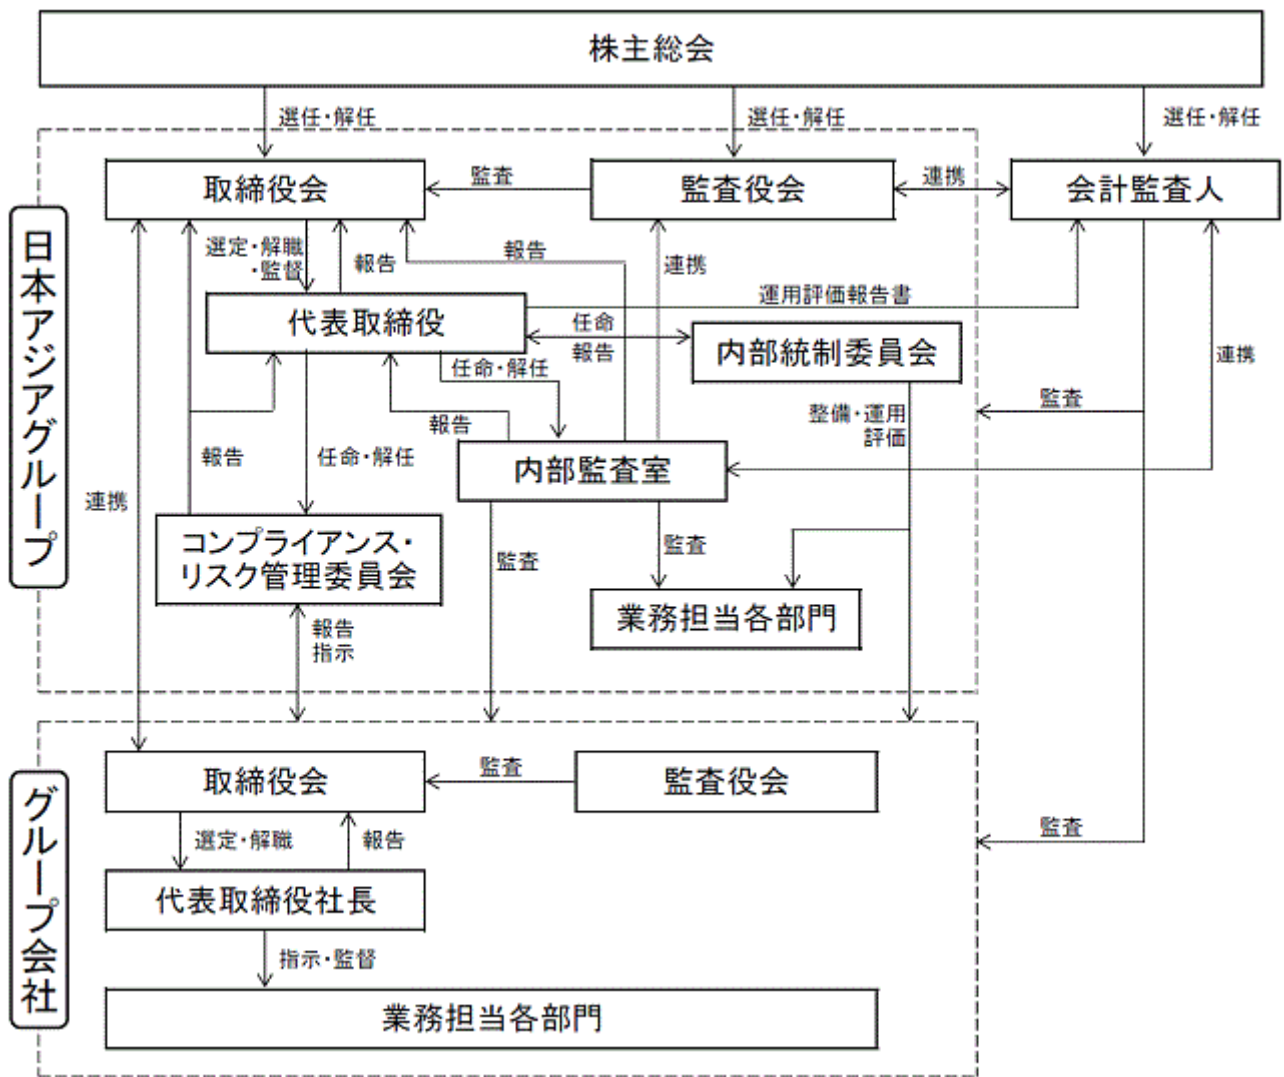 株主総会
選任・解任
選任・解任
選任・解任
日本アジアグループ
取締役会
監査
監査役会
連携
会計監査人
選定・解職
・監督
報告
報告
連携
運用評価報告書
代表取締役
任命
報告
内部統制委員会
連携
任命・解任
整備・運用
評価
監査
報告
報告
任命・解任
内部監査室
連携
コンプライアンス・
リスク管理委員会
監査
監査
業務担当各部門
報告
指示
グループ会社
取締役会
監査
監査役会
選定・解職
報告
監査
代表取締役社長
指示・監督
業務担当各部門